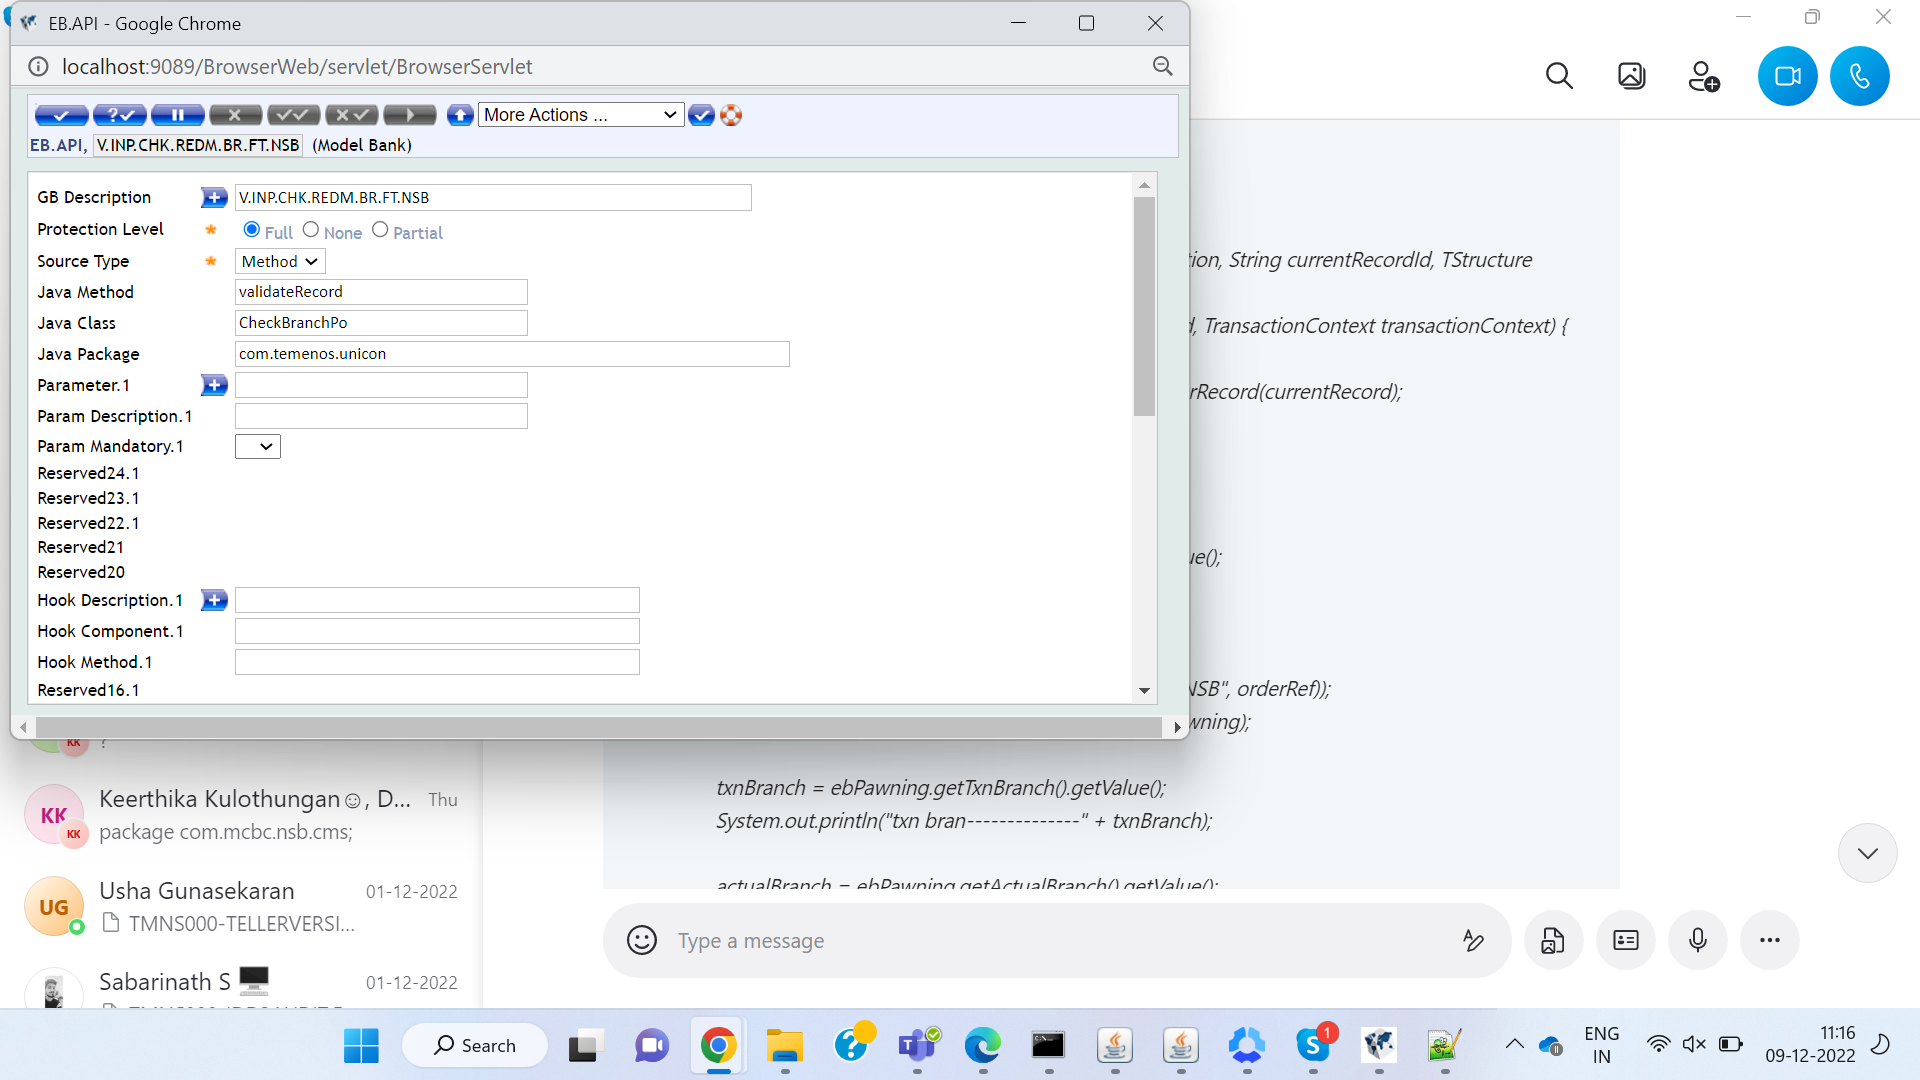 EB.API - Google Chrome
localhost:9089/BrowserWeb/servlet/BrowserServlet
More Actions ...
EB.API, V.INP.CHK.REDM.BR.FT.NSB (Model Bank)
GB Description V.INP.CHK.REDM.BR.FT.NSB
Protection Level * Full None Partial
Source Type * Method
Java Method validateRecord
Java Class CheckBranchPo
Java Package com.temenos.unicon
Parameter.1
Param Description.1
Param Mandatory.1
Reserved24.1
Reserved23.1
Reserved22.1
Reserved21
Reserved20
Hook Description.1
Hook Component.1
Hook Method.1
Reserved16.1
ion, String currentRecordId, TStructure
, TransactionContext transactionContext) {
rRecord(currentRecord);
ue();
NSB", orderRef));
wning);
txnBranch = ebPawning.getTxnBranch().getValue();
System.out.println("txn bran--------------" + txnBranch);
actualBranch = ebPawning.getActualBranch().getValue();
KK
?
KK KK
Keerthika Kulothungan☺, D... Thu
package com.mcbc.nsb.cms;
UG
Usha Gunasekaran 01-12-2022
TMNS000-TELLERVERSI...
Sabarinath S 01-12-2022
Type a message
Search
1
ENG
IN
11:16
09-12-2022